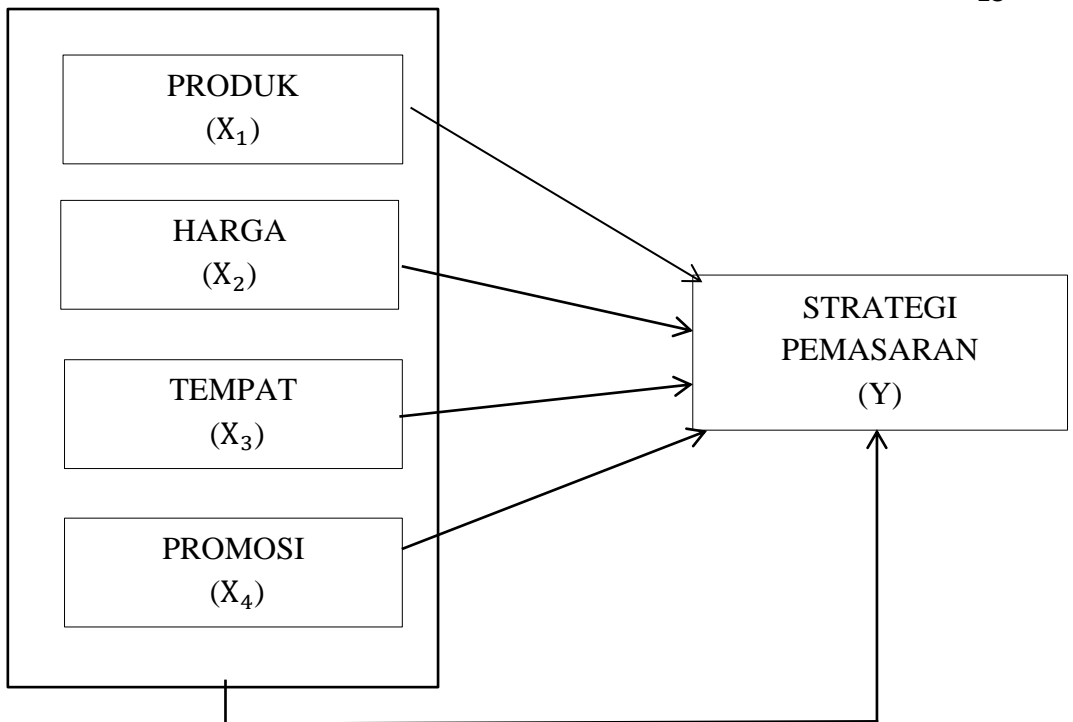 PRODUK
(X₁)
HARGA
(X₂)
TEMPAT
(X₃)
PROMOSI
(X₄)
STRATEGI
PEMASARAN
(Y)